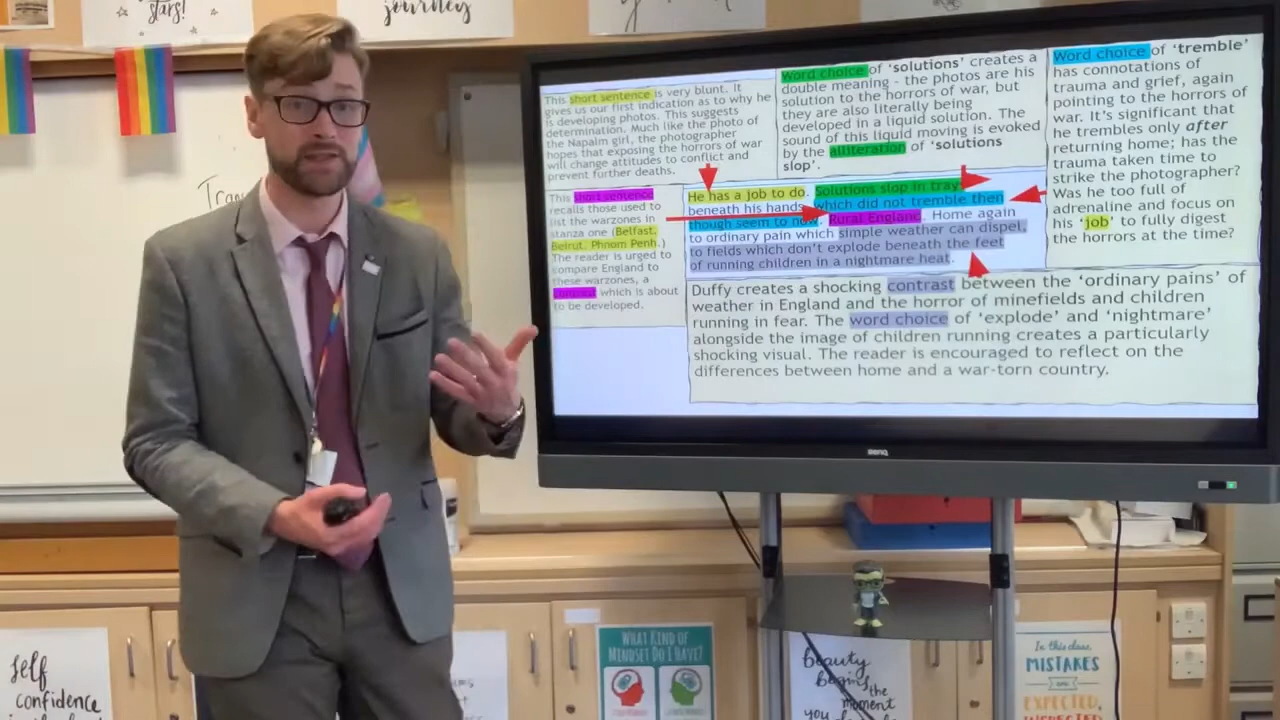 stars!
journey
This short sentence is very blunt. It
gives us our first indication as to why he
is developing photos. This suggests
determination. Much like the photo of
the Napalm girl, the photographer
hopes that exposing the horrors of war
will change attitudes to conflict and
prevent further deaths.
Word choice of 'solutions' creates a
double meaning - the photos are his
solution to the horrors of war, but
they are also literally being
developed in a liquid solution. The
sound of this liquid moving is evoked
by the alliteration of 'solutions
slop'.
Word choice of 'tremble'
has connotations of
trauma and grief, again
pointing to the horrors of
war. It's significant that
he trembles only after
returning home; has the
trauma taken time to
strike the photographer?
Was he too full of
adrenaline and focus on
his 'job' to fully digest
the horrors at the time?
This short sentence
recalls those used to
list the warzones in
stanza one (Belfast.
Beirut. Phnom Penh.)
The reader is urged to
compare England to
these warzones, a
contrast which is about
to be developed.
He has a job to do. Solutions slop in tray
beneath his hands which did not tremble then
though seem to now. Rural England. Home again
to ordinary pain which simple weather can dispel,
to fields which don't explode beneath the feet
of running children in a nightmare heat.
Duffy creates a shocking contrast between the 'ordinary pains' of
weather in England and the horror of minefields and children
running in fear. The word choice of 'explode' and 'nightmare'
alongside the image of children running creates a particularly
shocking visual. The reader is encouraged to reflect on the
differences between home and a war-torn country.
BenQ
self
confidence
WHAT KIND OF
MINDSET DO I HAVE?
beauty
begins the
moment
you
In this class
MISTAKES
are
EXPECTED,